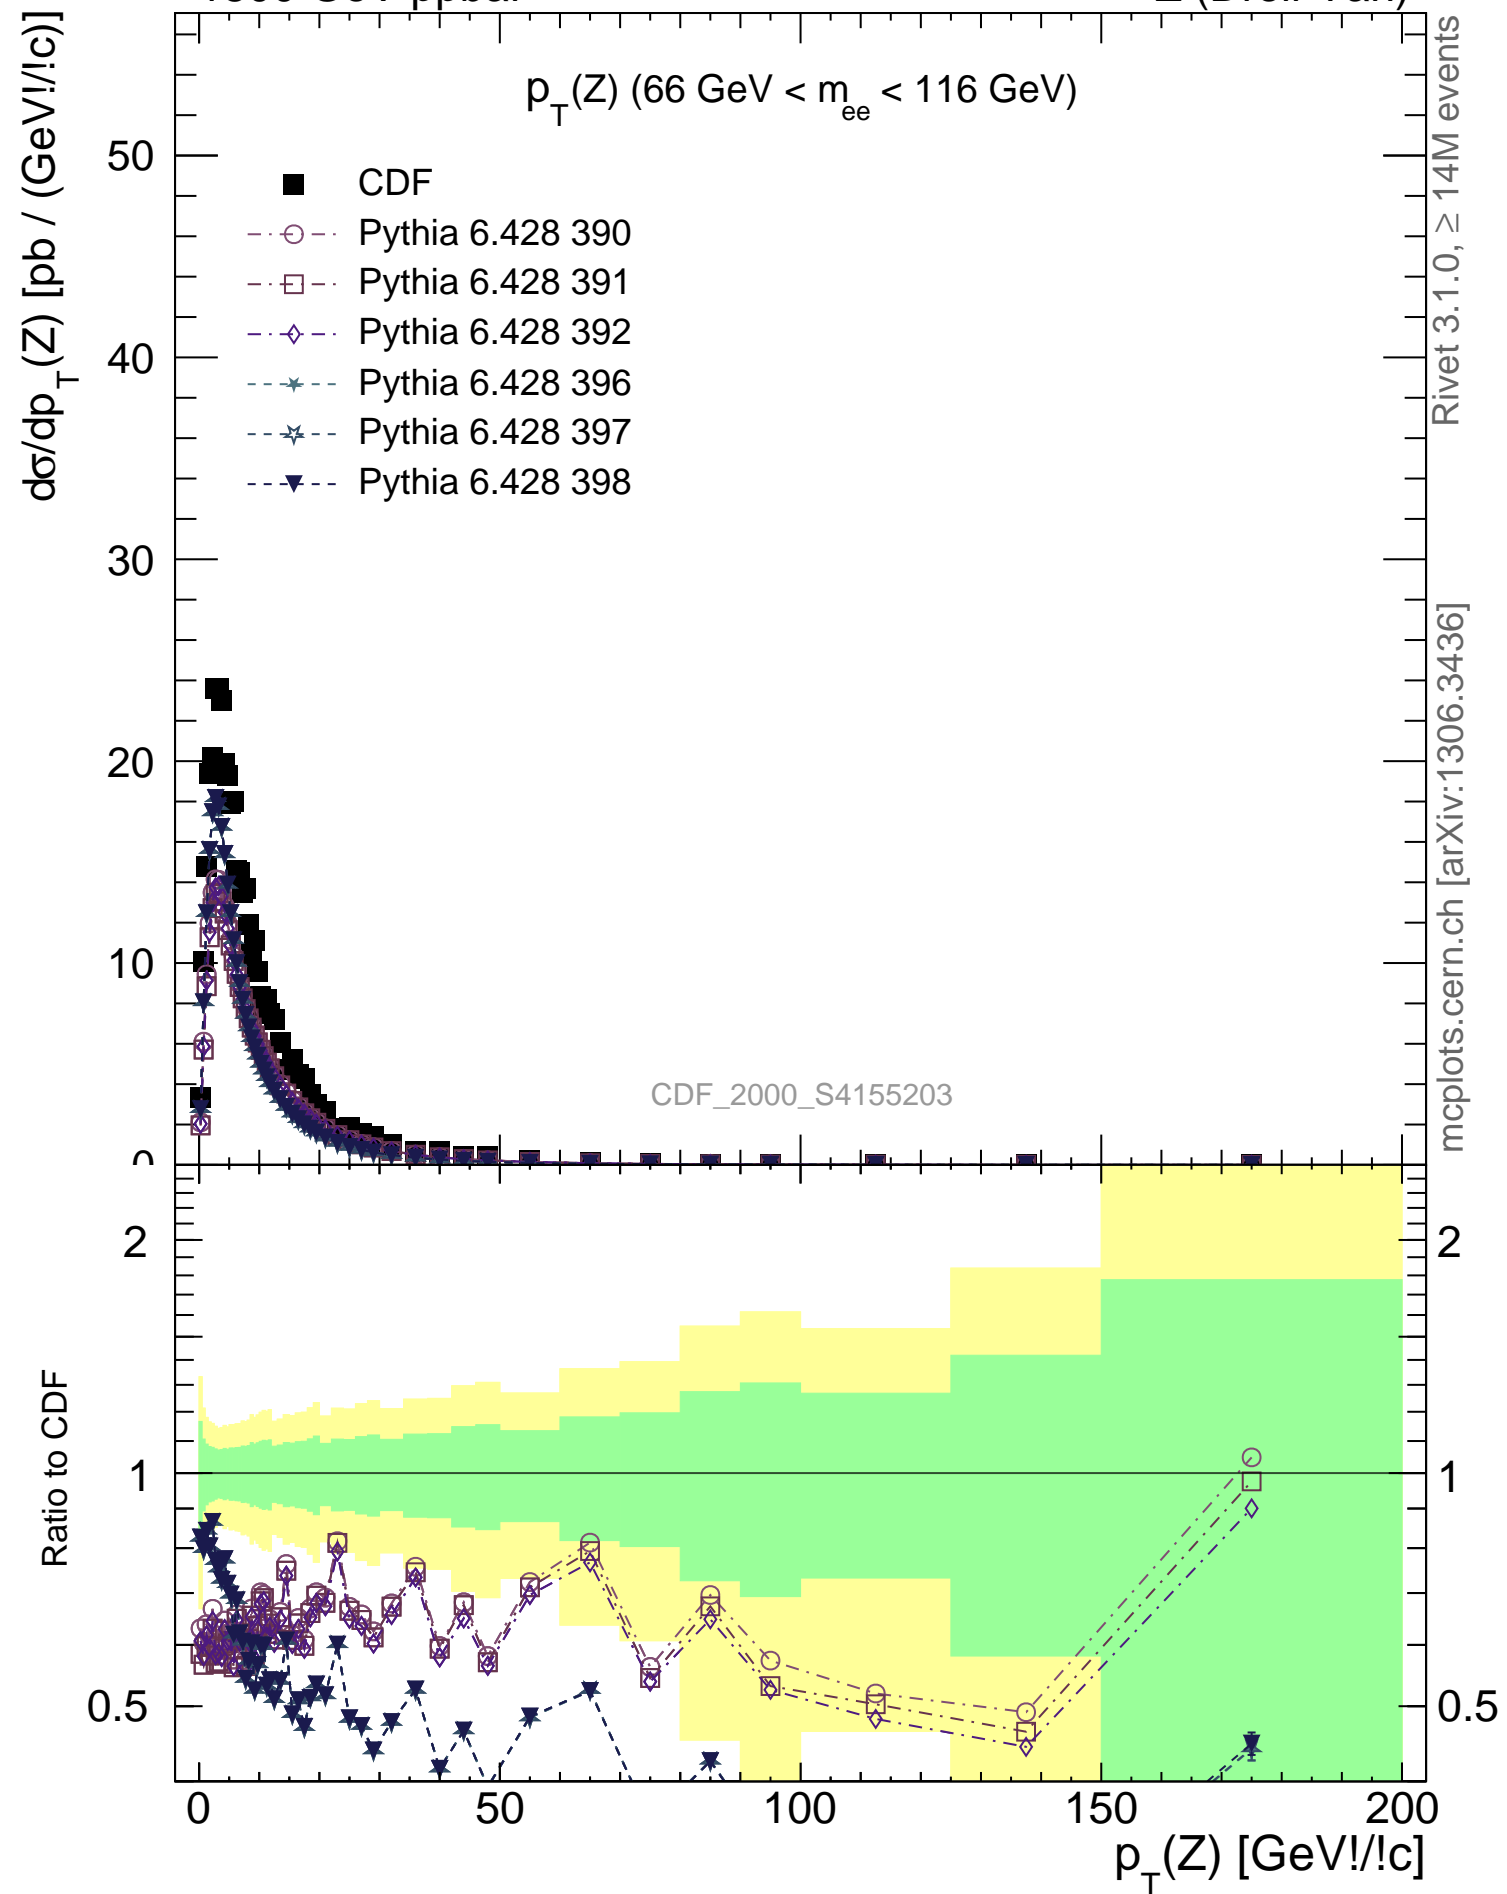 dσ/dp_T(Z) [pb / (GeV!/!c)]
p_T(Z) (66 GeV < m_ee < 116 GeV)
CDF
Pythia 6.428 390
Pythia 6.428 391
Pythia 6.428 392
Pythia 6.428 396
Pythia 6.428 397
Pythia 6.428 398
50
40
30
20
10
0
CDF_2000_S4155203
Rivet 3.1.0, ≥ 14M events
mcplots.cern.ch [arXiv:1306.3436]
Ratio to CDF
2
1
0.5
2
1
0.5
0
50
100
150
200
p_T(Z) [GeV!/!c]